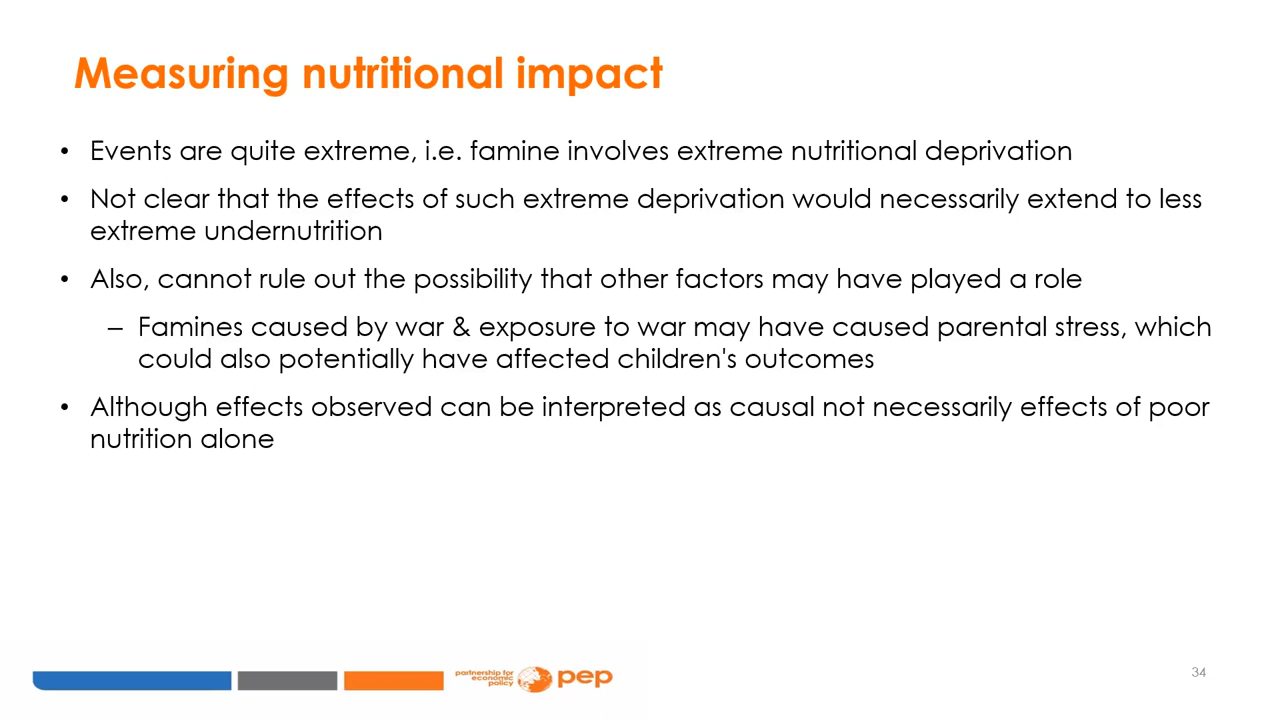 Measuring nutritional impact
• Events are quite extreme, i.e. famine involves extreme nutritional deprivation
• Not clear that the effects of such extreme deprivation would necessarily extend to less
extreme undernutrition
• Also, cannot rule out the possibility that other factors may have played a role
– Famines caused by war & exposure to war may have caused parental stress, which
could also potentially have affected children's outcomes
• Although effects observed can be interpreted as causal not necessarily effects of poor
nutrition alone
partnership for
economic
policy
pep
34